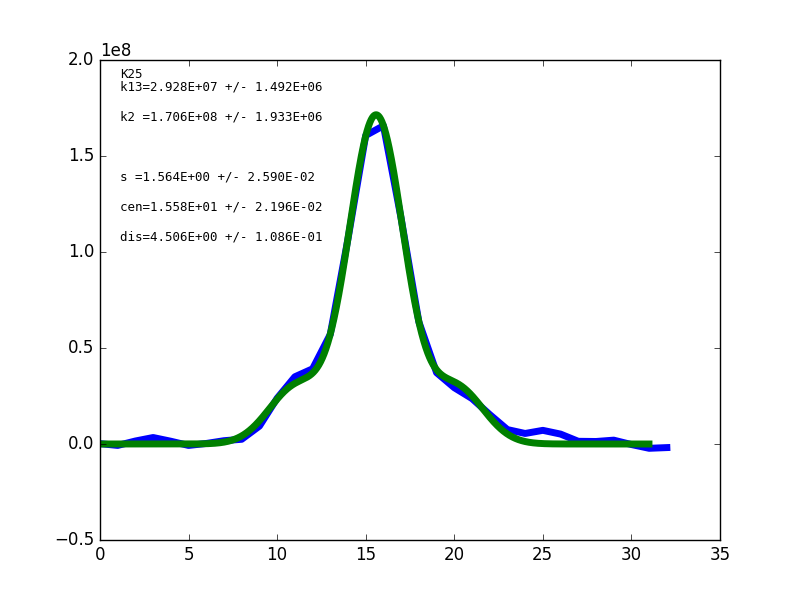 1e8
2.0
K25
k13=2.928E+07 +/- 1.492E+06
k2 =1.706E+08 +/- 1.933E+06
1.5
s =1.564E+00 +/- 2.590E-02
cen=1.558E+01 +/- 2.196E-02
dis=4.506E+00 +/- 1.086E-01
1.0
0.5
0.0
−0.5
0 5 10 15 20 25 30 35